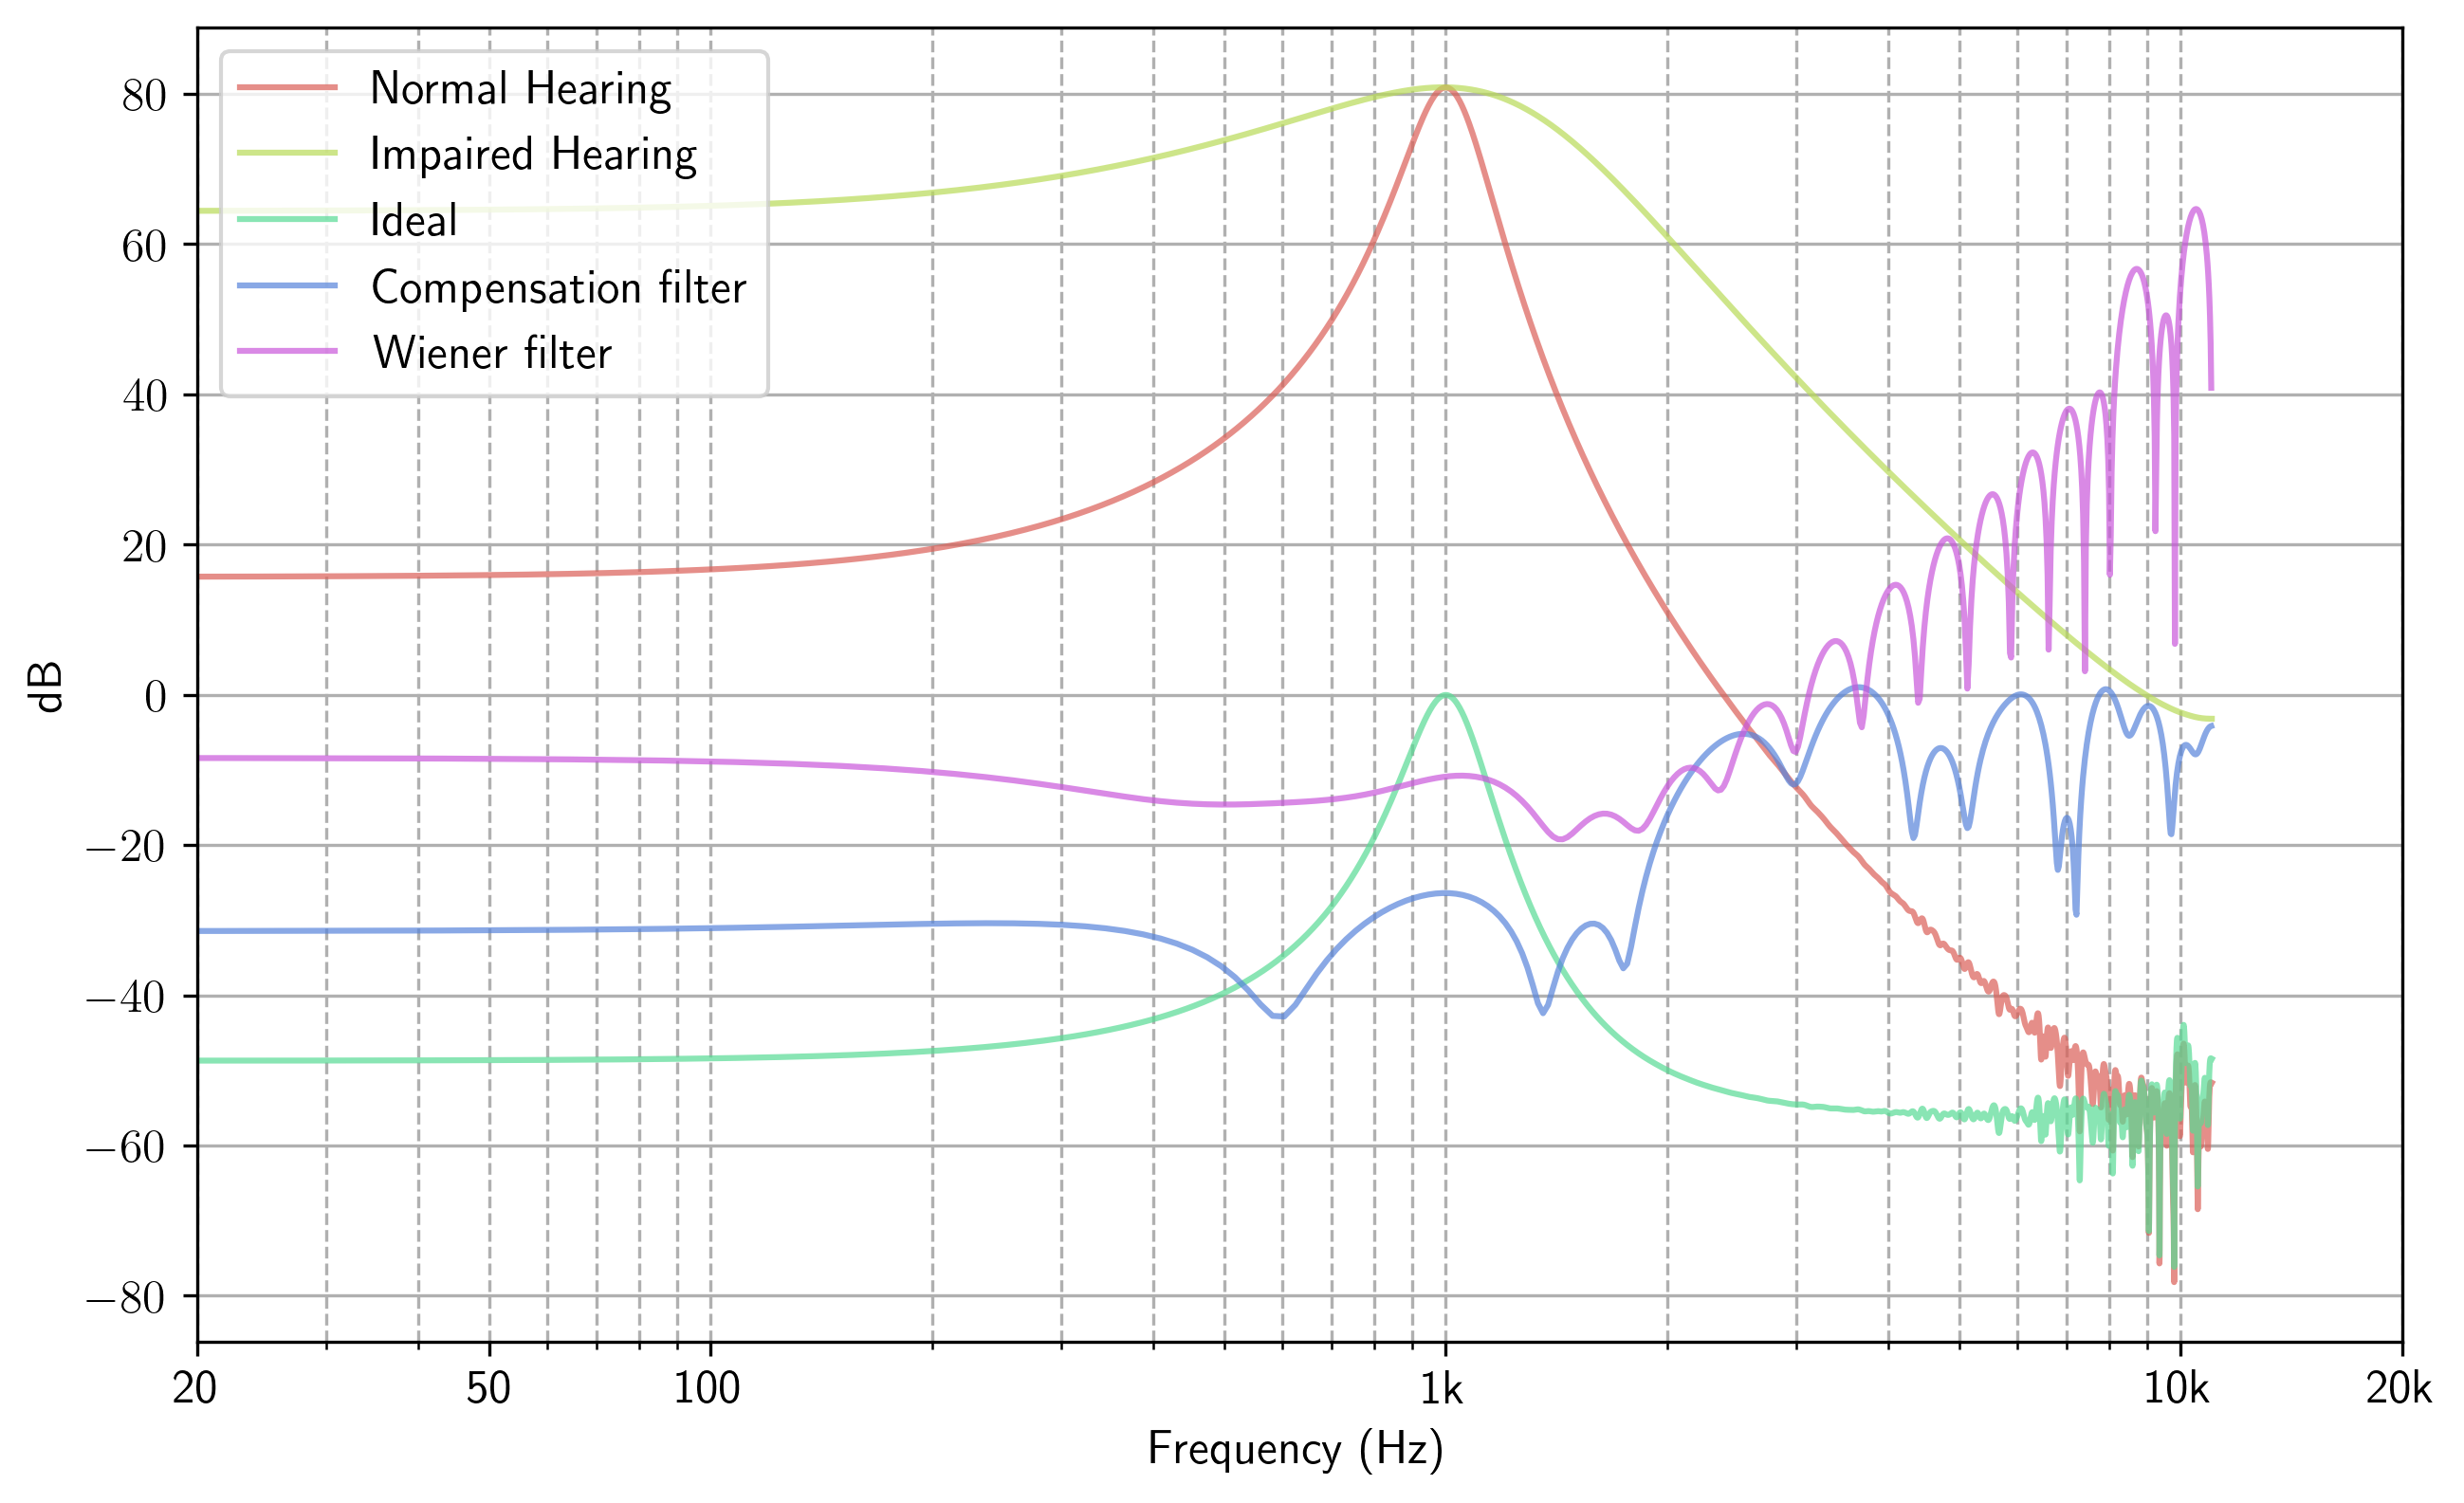 Normal Hearing
Impaired Hearing
Ideal
Compensation filter
Wiener filter
80
60
40
20
0
−20
−40
−60
−80
dB
20 50 100 1k 10k 20k
Frequency (Hz)